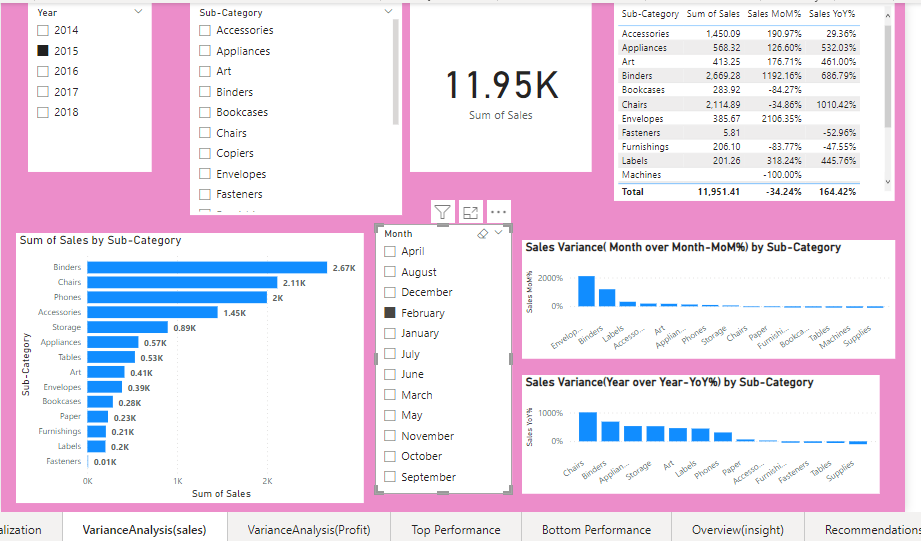 Year
2014
2015
2016
2017
2018
Sub-Category
Accessories
Appliances
Art
Binders
Bookcases
Chairs
Copiers
Envelopes
Fasteners
11.95K
Sum of Sales
Sub-Category Sum of Sales Sales MoM% Sales YoY%
Accessories 1,450.09 190.97% 29.36%
Appliances 568.32 126.60% 532.03%
Art 413.25 176.71% 461.00%
Binders 2,669.28 1192.16% 686.79%
Bookcases 283.92 -84.27%
Chairs 2,114.89 -34.86% 1010.42%
Envelopes 385.67 2106.35%
Fasteners 5.81 -52.96%
Furnishings 206.10 -83.77% -47.55%
Labels 201.26 318.24% 445.76%
Machines -100.00%
Total 11,951.41 -34.24% 164.42%
Sum of Sales by Sub-Category
Sub-Category
Binders 2.67K
Chairs 2.11K
Phones 2K
Accessories 1.45K
Storage 0.89K
Appliances 0.57K
Tables 0.53K
Art 0.41K
Envelopes 0.39K
Bookcases 0.28K
Paper 0.23K
Furnishings 0.21K
Labels 0.2K
Fasteners 0.01K
0K 1K 2K
Sum of Sales
Month
April
August
December
February
January
July
June
March
May
November
October
September
Sales Variance( Month over Month-MoM%) by Sub-Category
Sales MoM%
2000%
0%
Envelop... Binders Labels Accesso... Art Applian... Phones Storage Chairs Paper Furnishi... Bookca... Tables Machines Supplies
Sales Variance(Year over Year-YoY%) by Sub-Category
Sales YoY%
1000%
0%
Chairs Binders Applian... Storage Art Labels Phones Paper Accesso... Furnishi... Fasteners Tables Supplies
alization VarianceAnalysis(sales) VarianceAnalysis(Profit) Top Performance Bottom Performance Overview(insight) Recommendations